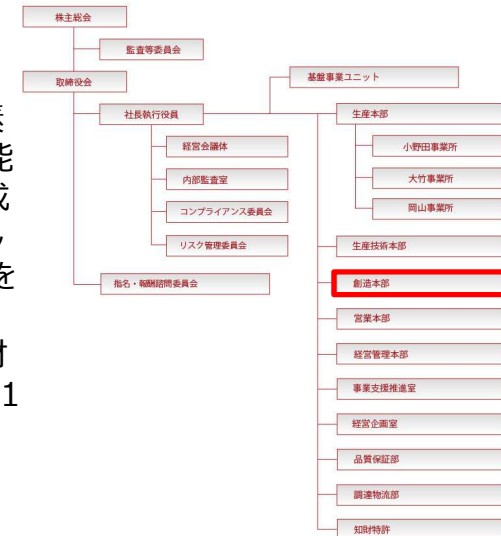 株主総会
監査等委員会
取締役会
基盤事業ユニット
社長執行役員
生産本部
経営会議体
小野田事業所
内部監査室
大竹事業所
コンプライアンス委員会
岡山事業所
リスク管理委員会
生産技術本部
指名・報酬諮問委員会
創造本部
営業本部
経営管理本部
事業支援推進室
経営企画室
品質保証部
調達物流部
知財特許
能
成
を
材
1